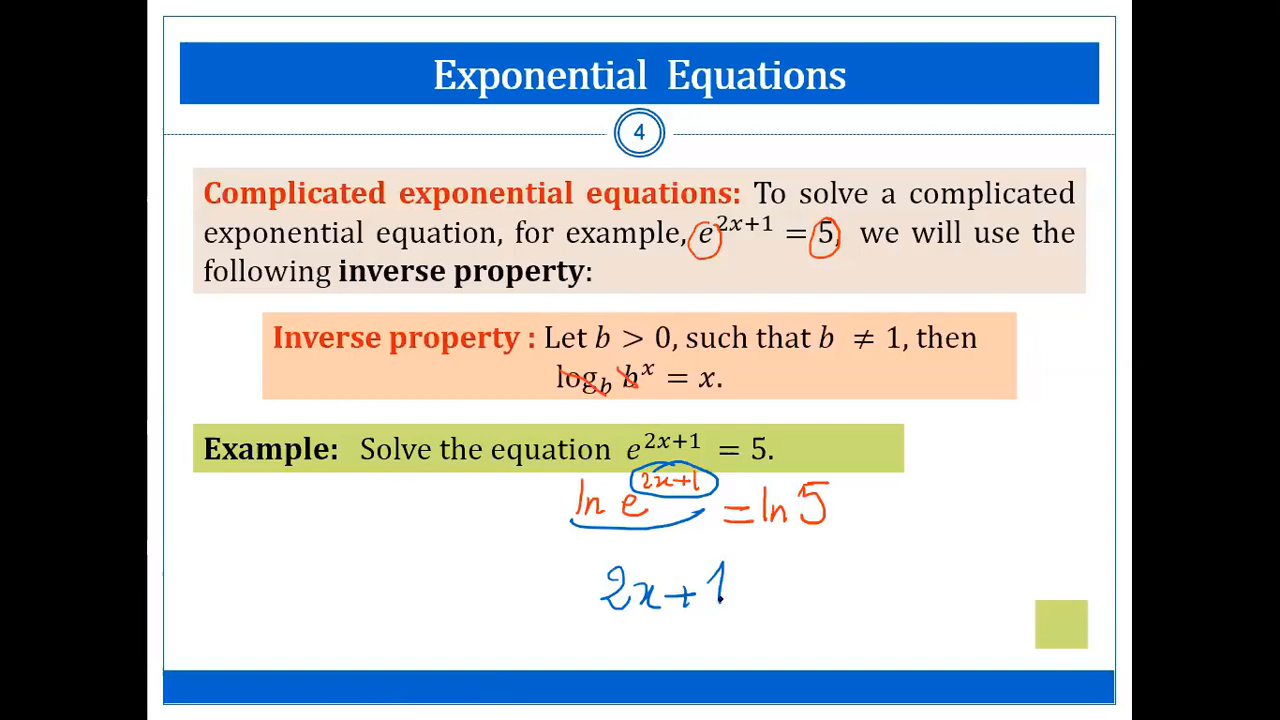 Exponential Equations
4
Complicated exponential equations: To solve a complicated
exponential equation, for example, e^{2x+1} = 5, we will use the
following inverse property:
Inverse property : Let b > 0, such that b ≠ 1, then
log_b b^x = x.
Example: Solve the equation e^{2x+1} = 5.
ln e^{2x+1} = ln 5
2x+1